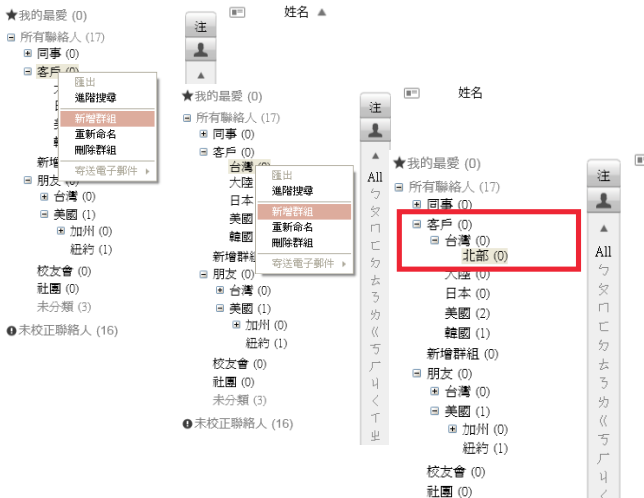 ★我的最愛 (0)
所有聯絡人 (17)
同事 (0)
客戶 (0)
匯出
進階搜尋
新增群組
重新命名
刪除群組
寄送電子郵件
新增
朋友 (0)
台灣 (0)
美國 (1)
加州 (0)
紐約 (1)
校友會 (0)
社團 (0)
未分類 (3)
未校正聯絡人 (16)
注
姓名 ▲
★我的最愛 (0)
所有聯絡人 (17)
同事 (0)
客戶 (0)
台灣 (0)
大陸
日本
美國
韓國
匯出
進階搜尋
新增群組
重新命名
刪除群組
寄送電子郵件
新增群組
朋友 (0)
台灣 (0)
美國 (1)
加州 (0)
紐約 (1)
校友會 (0)
社團 (0)
未分類 (3)
未校正聯絡人 (16)
注
姓名
All
ㄅ
ㄆ
ㄇ
ㄈ
ㄉ
ㄊ
ㄋ
ㄌ
ㄍ
ㄎ
ㄏ
ㄐ
ㄑ
ㄒ
ㄓ
★我的最愛 (0)
所有聯絡人 (17)
同事 (0)
客戶 (0)
台灣 (0)
北部 (0)
大陸 (0)
日本 (0)
美國 (2)
韓國 (1)
新增群組 (0)
朋友 (0)
台灣 (0)
美國 (1)
加州 (0)
紐約 (1)
校友會 (0)
社團 (0)
注
All
ㄅ
ㄆ
ㄇ
ㄈ
ㄉ
ㄊ
ㄋ
ㄌ
ㄍ
ㄎ
ㄏ
ㄐ